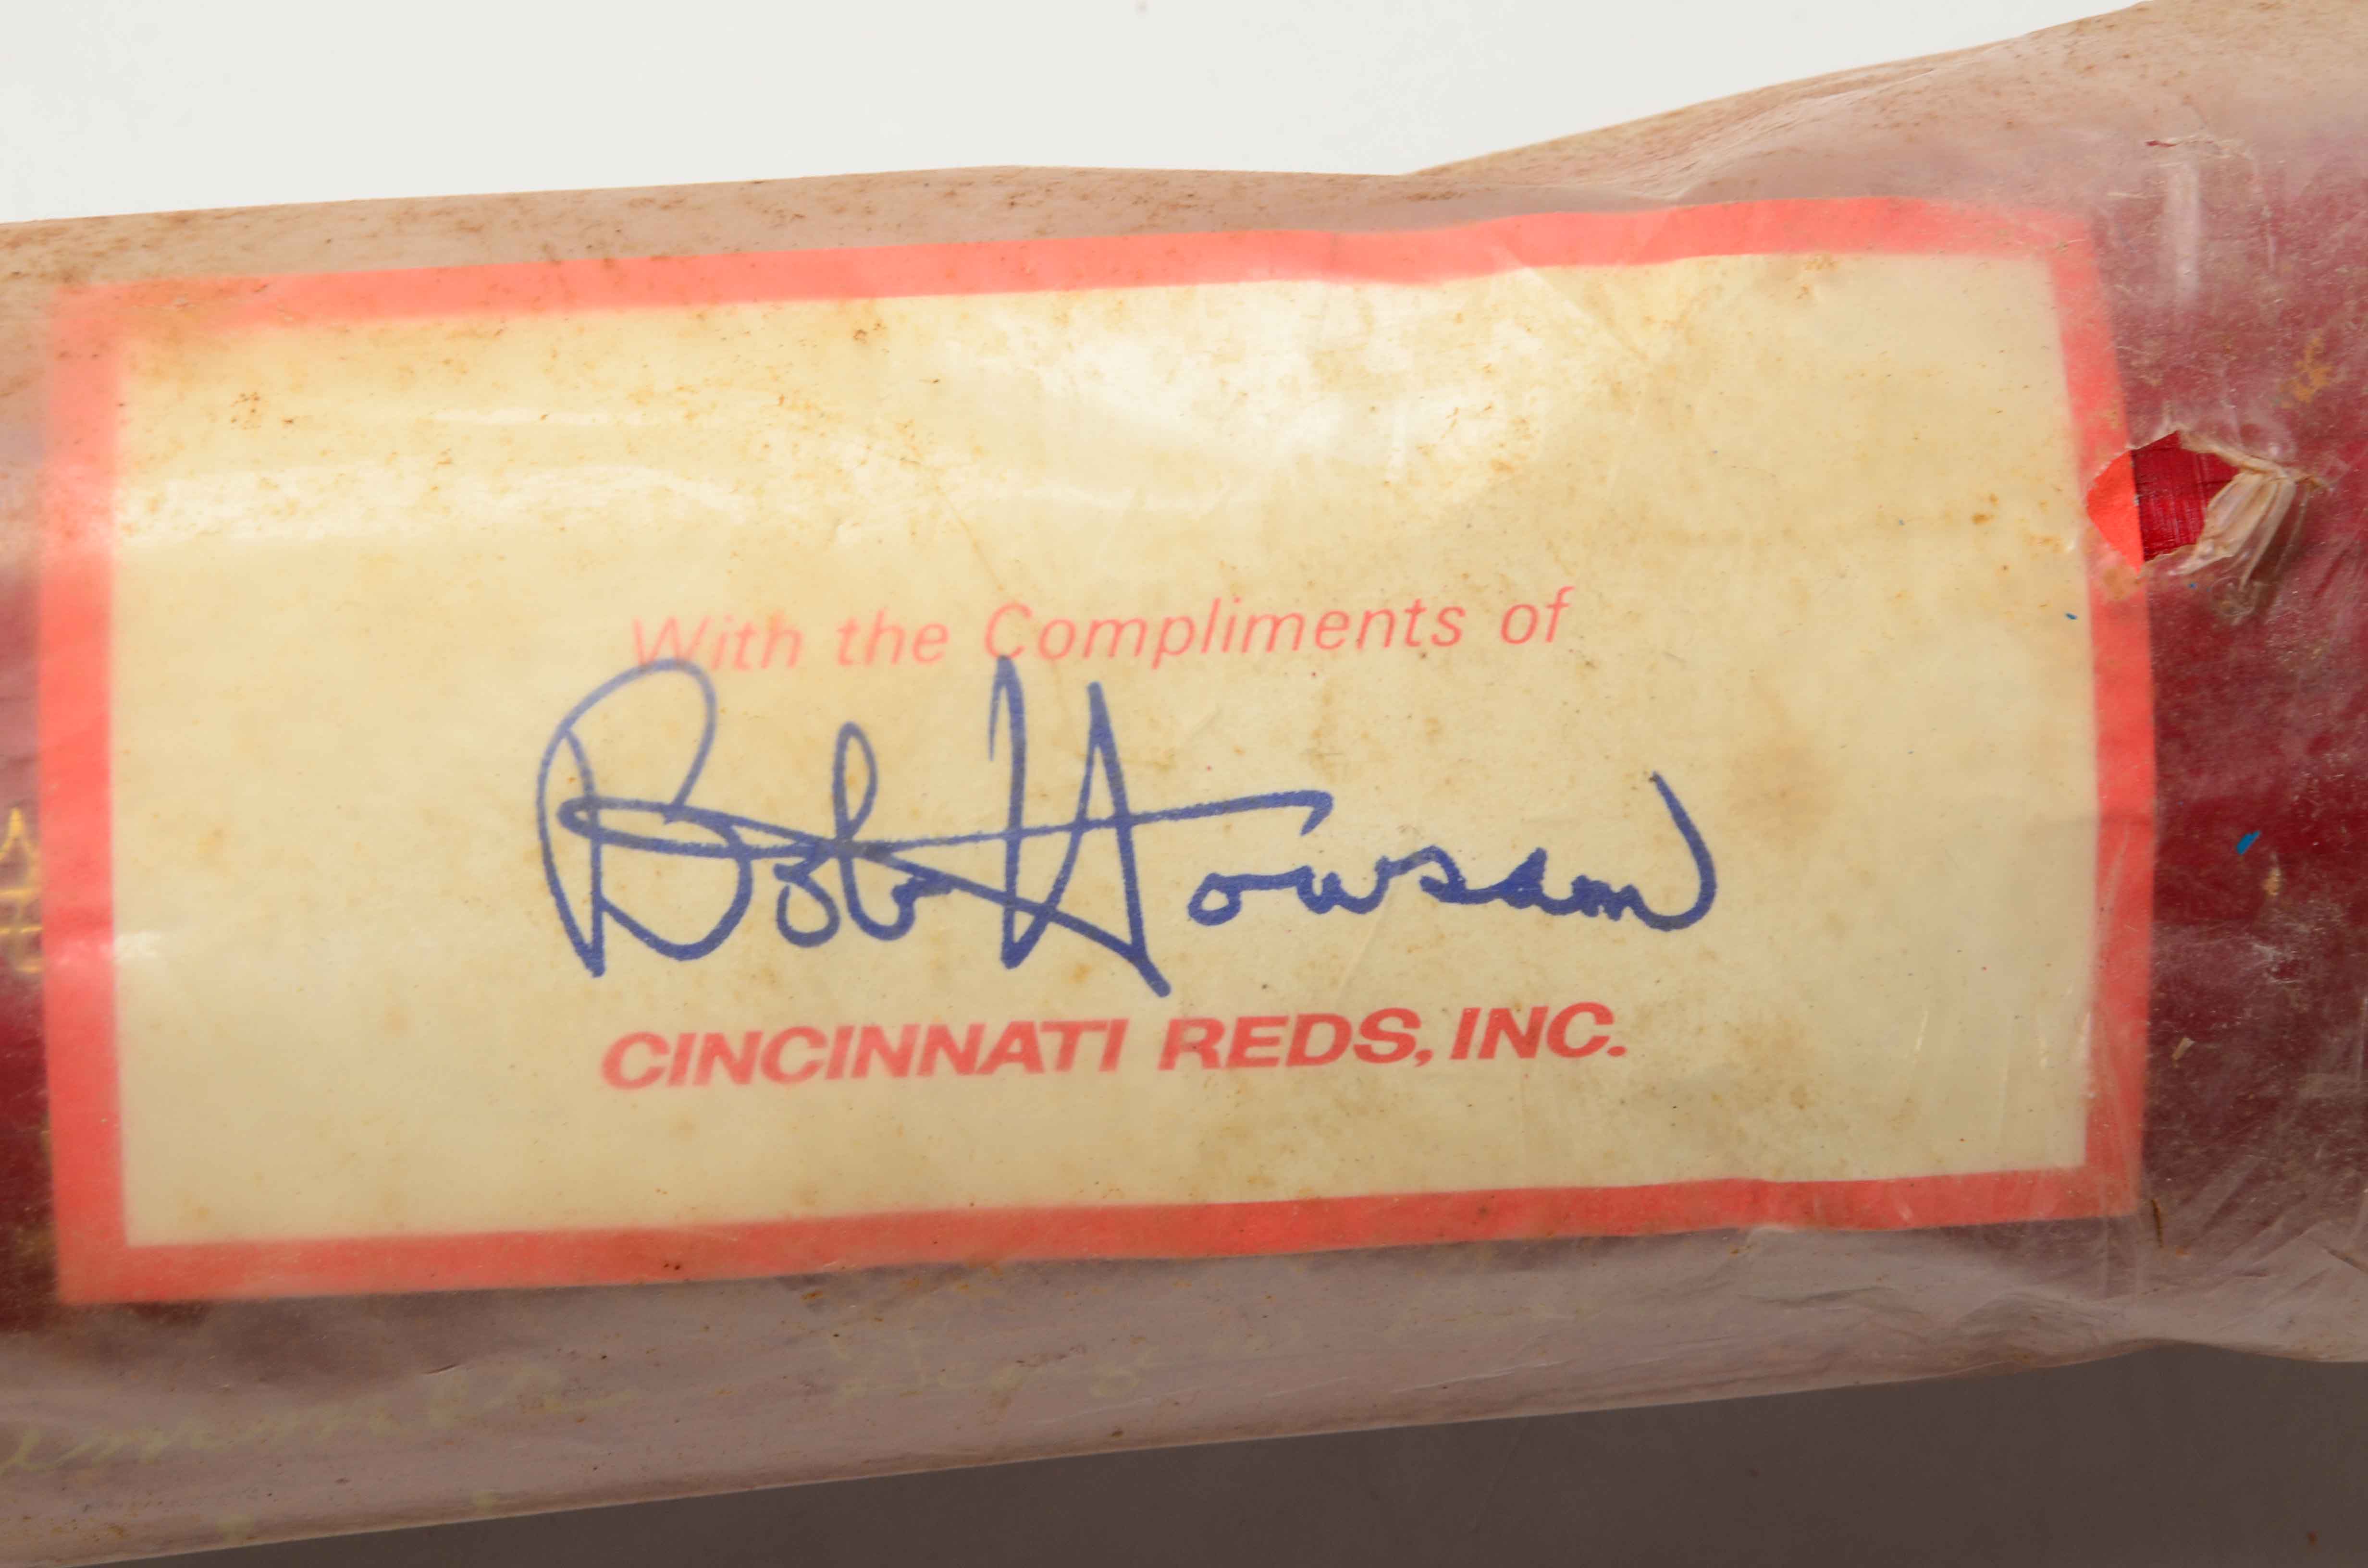 With the Compliments of
Bob Howsam
CINCINNATI REDS, INC.